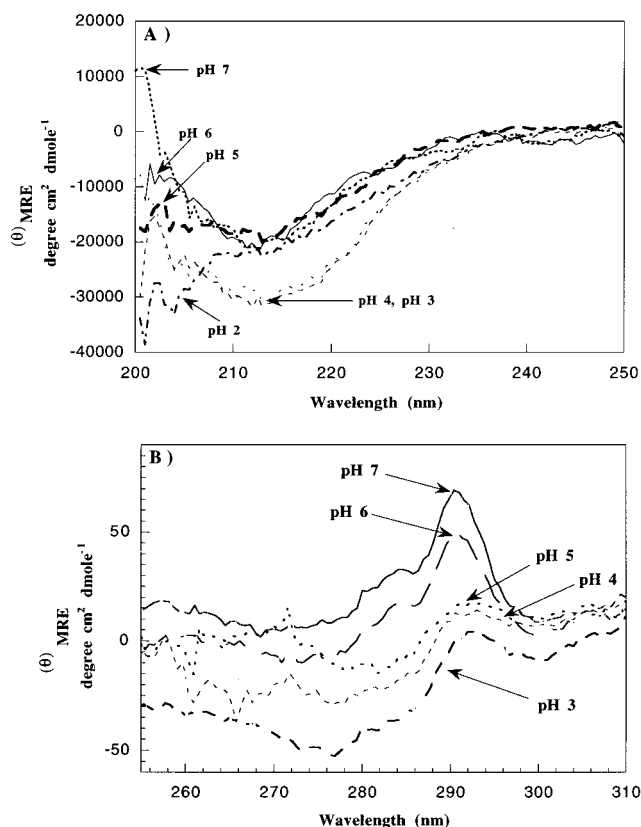 A )
10000
0
-10000
-20000
-30000
-40000
(θ) MRE
degree cm² dmole⁻¹
pH 7
pH 6
pH 5
pH 4, pH 3
pH 2
200 210 220 230 240 250
Wavelength (nm)
B )
50
0
-50
(θ) MRE
degree cm² dmole⁻¹
pH 7
pH 6
pH 5
pH 4
pH 3
260 270 280 290 300 310
Wavelength (nm)